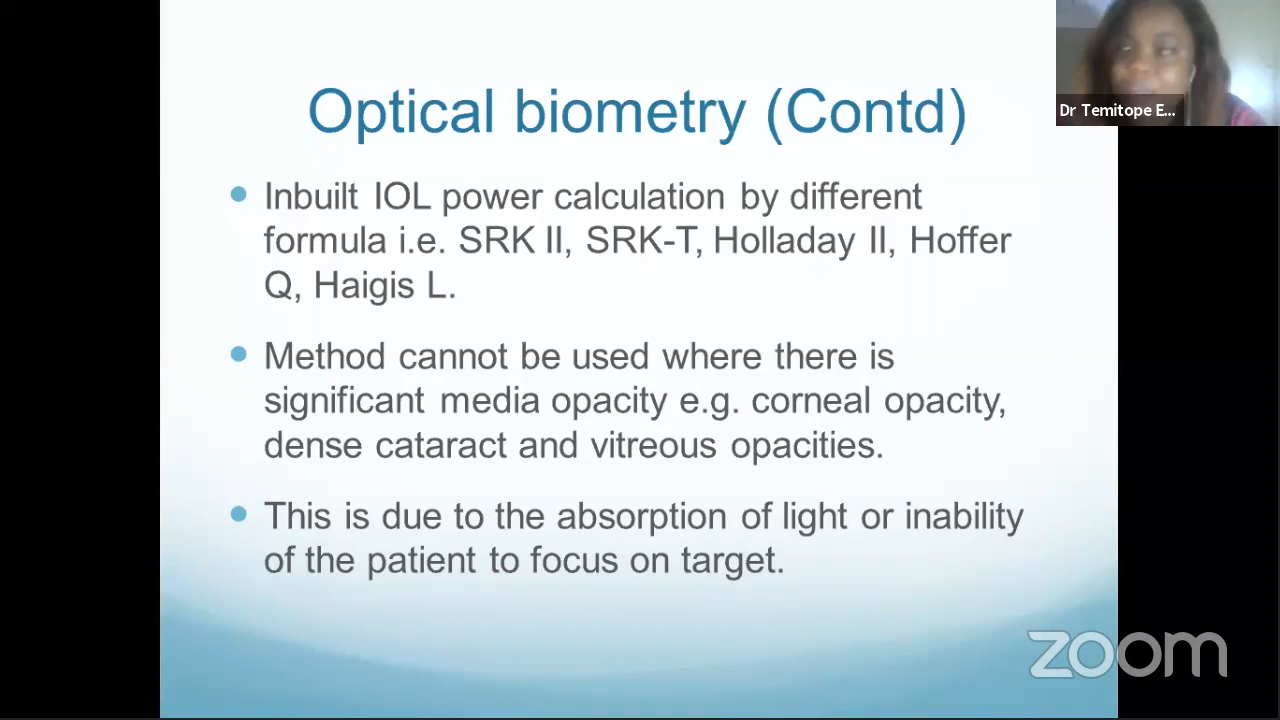 Optical biometry (Contd)
Dr Temitope E...
Inbuilt IOL power calculation by different
formula i.e. SRK II, SRK-T, Holladay II, Hoffer
Q, Haigis L.
Method cannot be used where there is
significant media opacity e.g. corneal opacity,
dense cataract and vitreous opacities.
This is due to the absorption of light or inability
of the patient to focus on target.
zoom